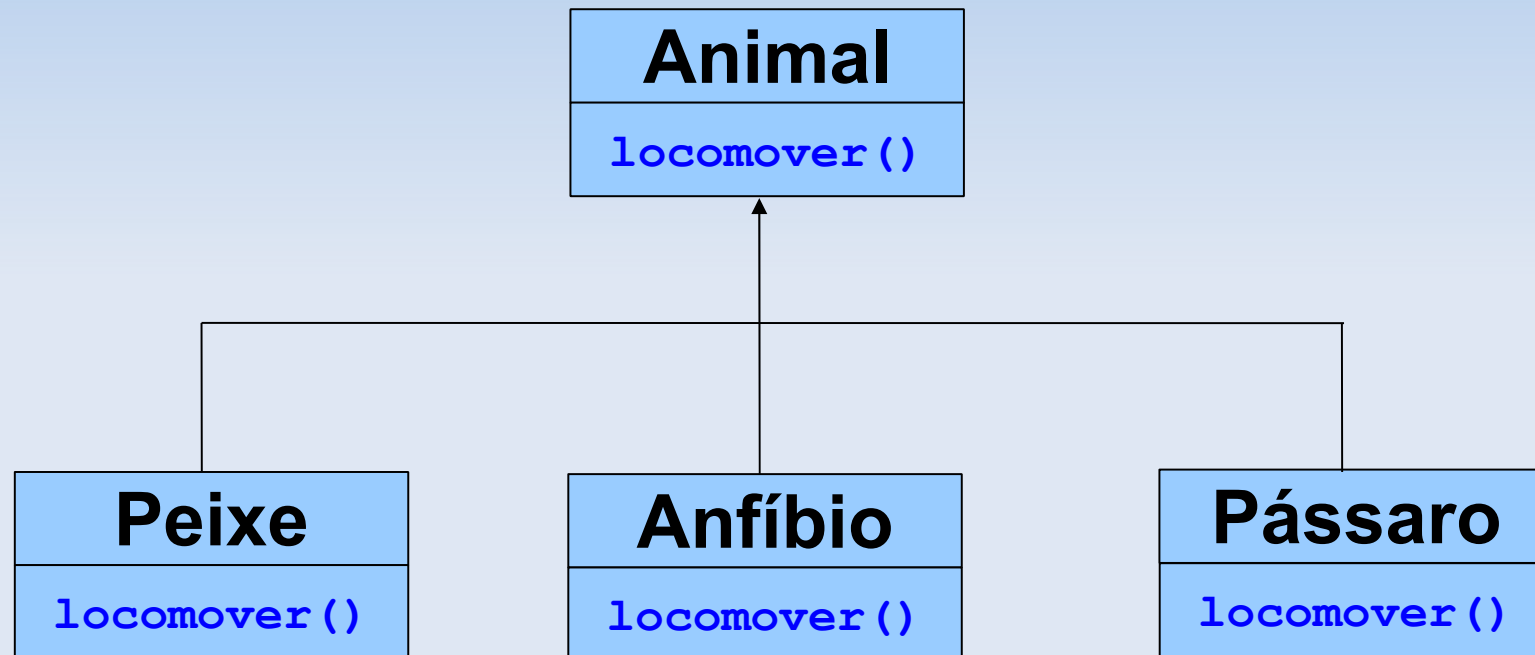 Animal
locomover()
Peixe
locomover()
Anfíbio
locomover()
Pássaro
locomover()